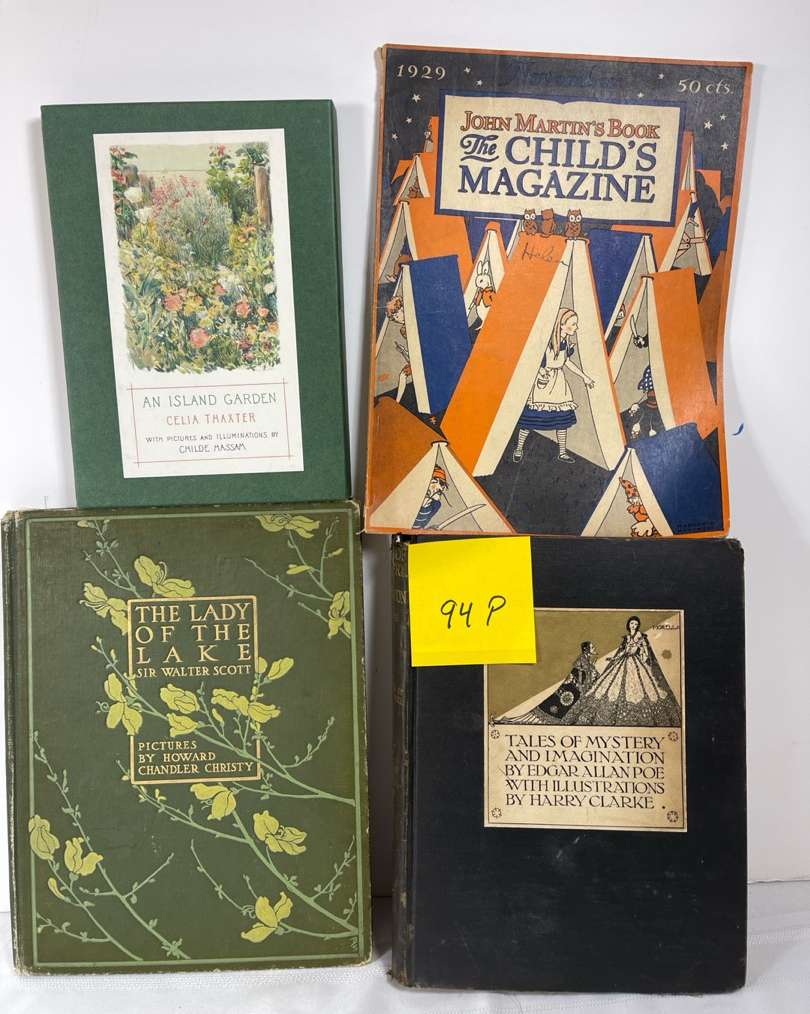 AN ISLAND GARDEN
CELIA THAXTER
WITH PICTURES AND ILLUMINATIONS BY
CHILDE HASSAM
1929
November
50 cts.
JOHN MARTIN'S BOOK
The CHILD'S
MAGAZINE
THE LADY
OF THE
LAKE
SIR WALTER SCOTT
PICTURES
BY HOWARD
CHANDLER CHRISTY
94 P
MORELLA
TALES OF MYSTERY
AND IMAGINATION
BY EDGAR ALLAN POE
WITH ILLUSTRATIONS
BY HARRY CLARKE